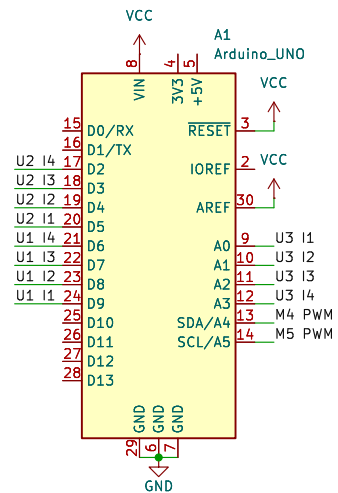 VCC
A1
Arduino_UNO
8 4 5
VIN 3V3 +5V
VCC
15 D0/RX RESET 3
16 D1/TX
U2 I4 17 D2 IOREF 2
VCC
U2 I3 18 D3
U2 I2 19 D4 AREF 30
U2 I1 20 D5
U1 I4 21 D6 A0 9 U3 I1
U1 I3 22 D7 A1 10 U3 I2
U1 I2 23 D8 A2 11 U3 I3
U1 I1 24 D9 A3 12 U3 I4
25 D10 SDA/A4 13 M4 PWM
26 D11 SCL/A5 14 M5 PWM
27 D12
28 D13
GND GND GND
29 6 7
GND